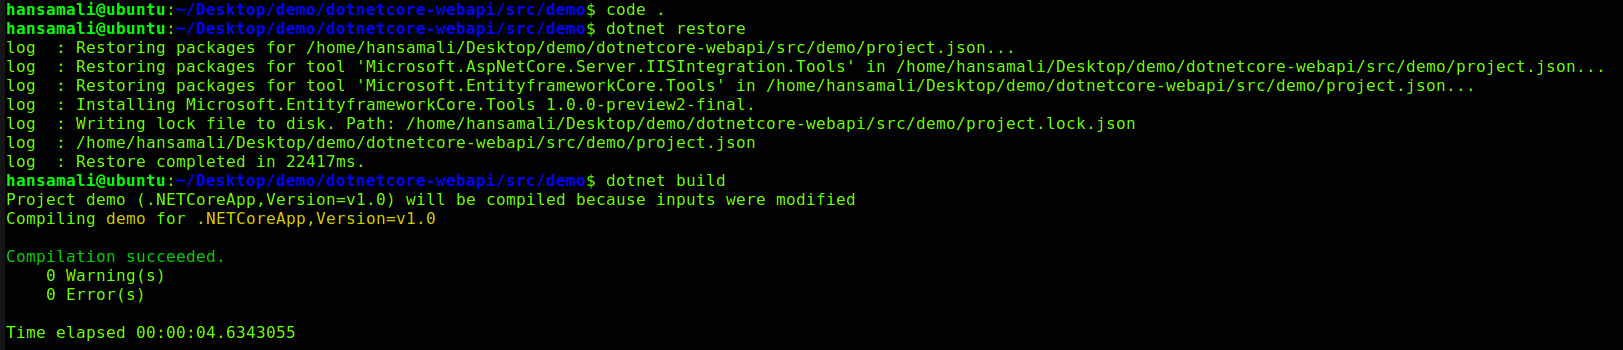 hansamali@ubuntu:~/Desktop/demo/dotnetcore-webapi/src/demo$ code .
hansamali@ubuntu:~/Desktop/demo/dotnetcore-webapi/src/demo$ dotnet restore
log  : Restoring packages for /home/hansamali/Desktop/demo/dotnetcore-webapi/src/demo/project.json...
log  : Restoring packages for tool 'Microsoft.AspNetCore.Server.IISIntegration.Tools' in /home/hansamali/Desktop/demo/dotnetcore-webapi/src/demo/project.json...
log  : Restoring packages for tool 'Microsoft.EntityframeworkCore.Tools' in /home/hansamali/Desktop/demo/dotnetcore-webapi/src/demo/project.json...
log  : Installing Microsoft.EntityframeworkCore.Tools 1.0.0-preview2-final.
log  : Writing lock file to disk. Path: /home/hansamali/Desktop/demo/dotnetcore-webapi/src/demo/project.lock.json
log  : /home/hansamali/Desktop/demo/dotnetcore-webapi/src/demo/project.json
log  : Restore completed in 22417ms.
hansamali@ubuntu:~/Desktop/demo/dotnetcore-webapi/src/demo$ dotnet build
Project demo (.NETCoreApp,Version=v1.0) will be compiled because inputs were modified
Compiling demo for .NETCoreApp,Version=v1.0
Compilation succeeded.
    0 Warning(s)
    0 Error(s)
Time elapsed 00:00:04.6343055